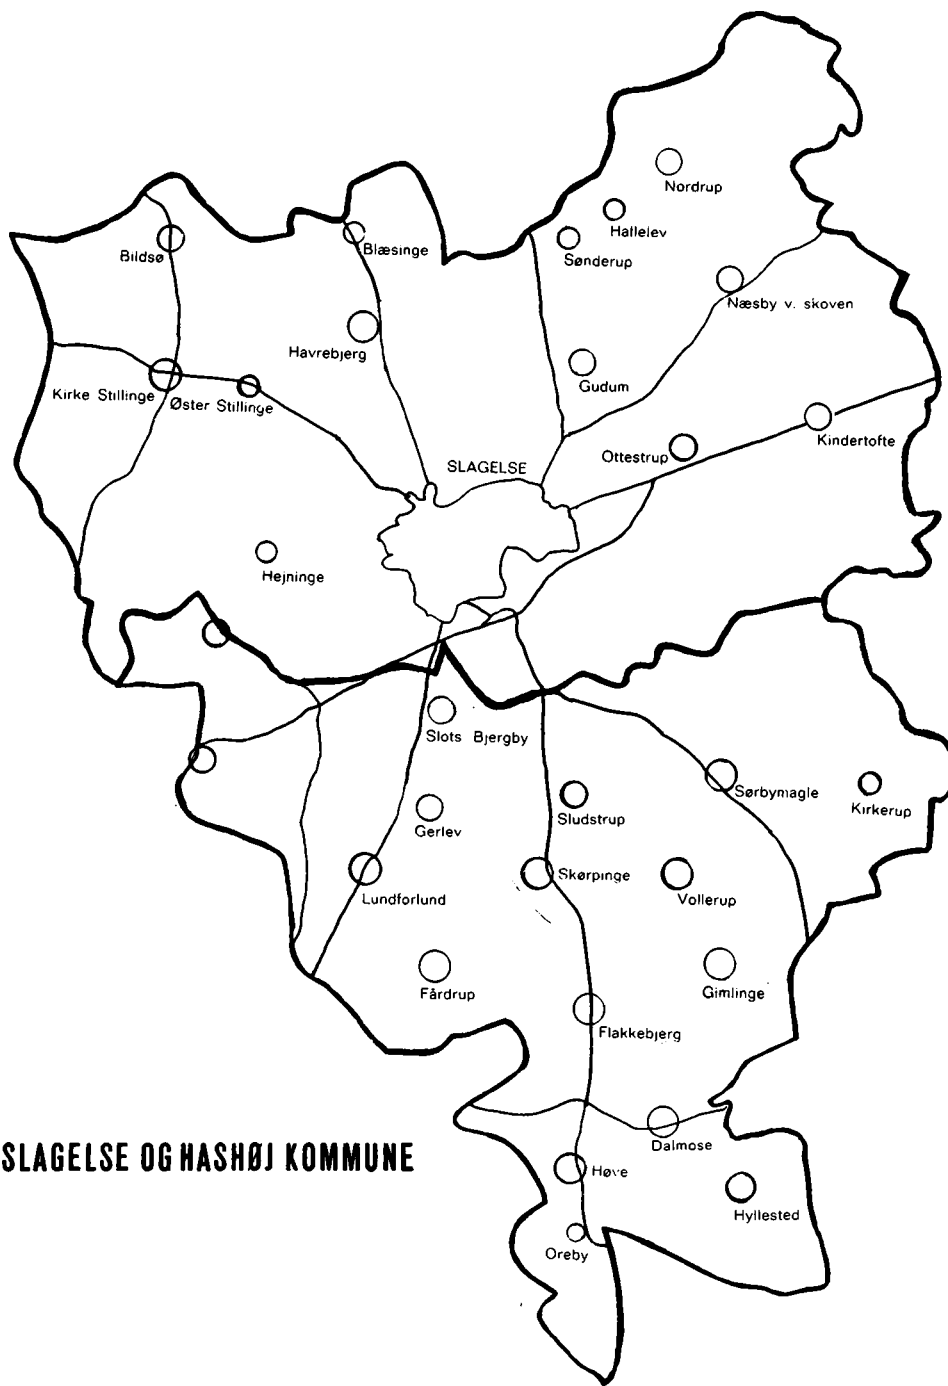 Nordrup
Hallelev
Sønderup
Bildsø
Blæsinge
Næsby v. skoven
Havrebjerg
Gudum
Kirke Stillinge
Øster Stillinge
Kindertofte
Ottestrup
SLAGELSE
Hejninge
Slots Bjergby
Sørbymagle
Kirkerup
Gerlev
Sludstrup
Skørpinge
Lundforlund
Vollerup
Fårdrup
Gimlinge
Flakkebjerg
Dalmose
SLAGELSE OG HASHØJ KOMMUNE
Høve
Hyllested
Oreby